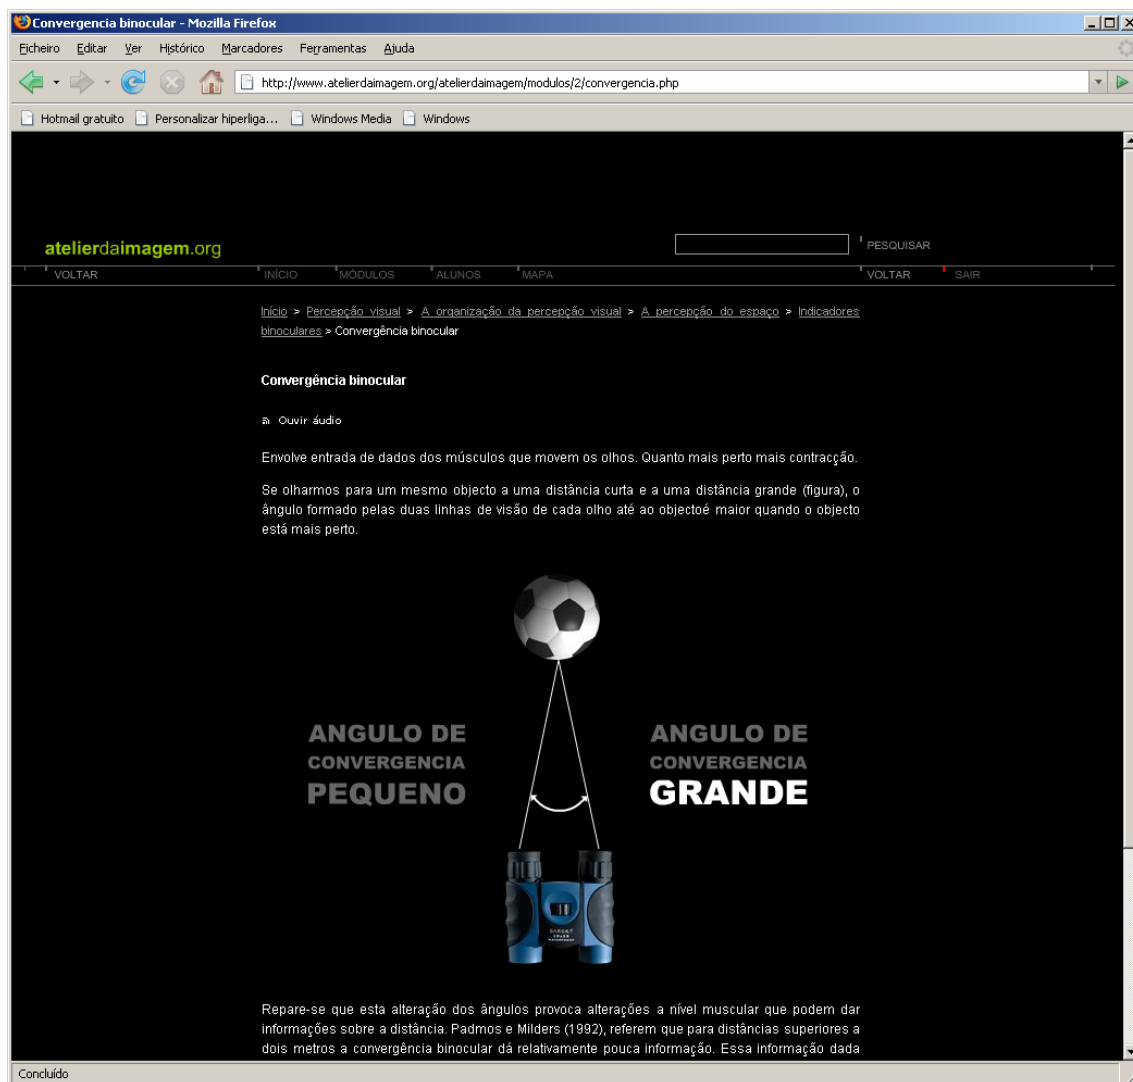 Convergencia binocular - Mozilla Firefox
Ficheiro Editar Ver Histórico Marcadores Ferramentas Ajuda
http://www.atelierdaimagem.org/atelierdaimagem/modulos/2/convergencia.php
Hotmail gratuito Personalizar hiperliga... Windows Media Windows
atelierdaimagem.org
PESQUISAR
VOLTAR INÍCIO MÓDULOS ALUNOS MAPA VOLTAR SAIR
Início > Percepção visual > A organização da percepção visual > A percepção do espaço > Indicadores
binoculares > Convergência binocular
Convergência binocular
Ouvir áudio
Envolve entrada de dados dos músculos que movem os olhos. Quanto mais perto mais contracção.
Se olharmos para um mesmo objecto a uma distância curta e a uma distância grande (figura), o
ângulo formado pelas duas linhas de visão de cada olho até ao objectoé maior quando o objecto
está mais perto.
ANGULO DE
CONVERGENCIA
PEQUENO
ANGULO DE
CONVERGENCIA
GRANDE
Repare-se que esta alteração dos ângulos provoca alterações a nível muscular que podem dar
informações sobre a distância. Padmos e Milders (1992), referem que para distâncias superiores a
dois metros a convergência binocular dá relativamente pouca informação. Essa informação dada
Concluído